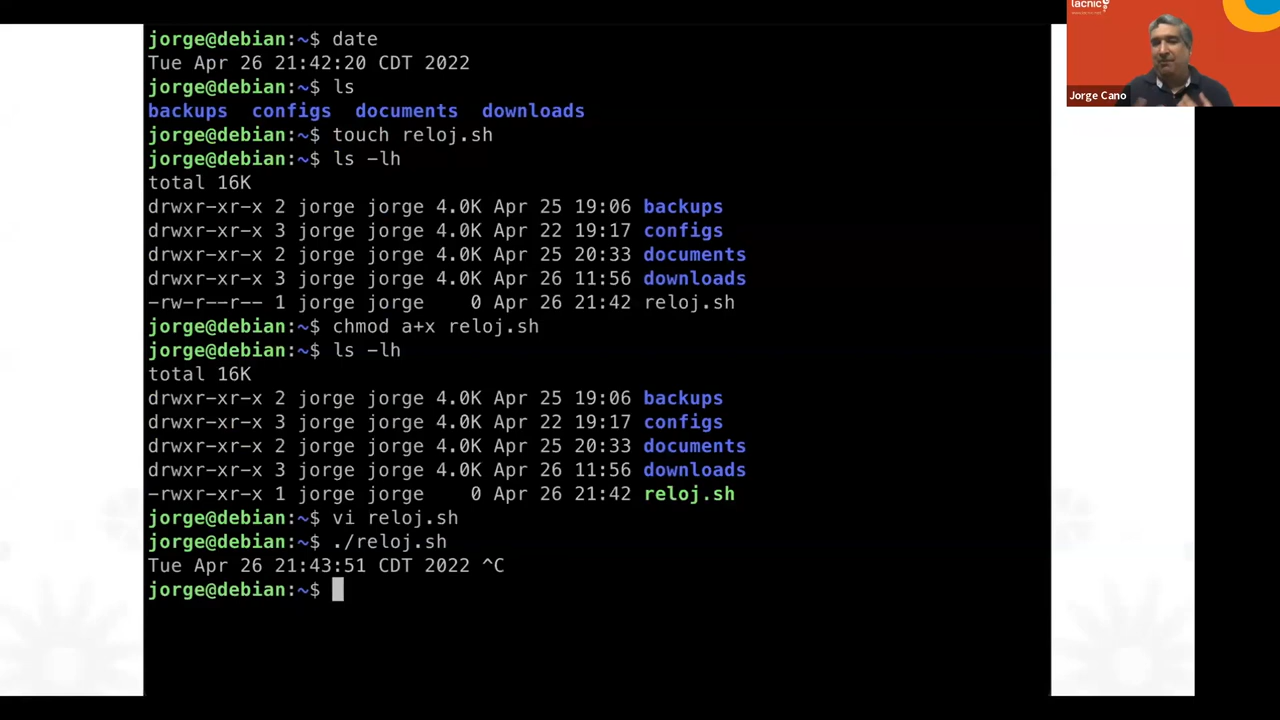 jorge@debian:~$ date
Tue Apr 26 21:42:20 CDT 2022
jorge@debian:~$ ls
backups configs documents downloads
jorge@debian:~$ touch reloj.sh
jorge@debian:~$ ls -lh
total 16K
drwxr-xr-x 2 jorge jorge 4.0K Apr 25 19:06 backups
drwxr-xr-x 3 jorge jorge 4.0K Apr 22 19:17 configs
drwxr-xr-x 2 jorge jorge 4.0K Apr 25 20:33 documents
drwxr-xr-x 3 jorge jorge 4.0K Apr 26 11:56 downloads
-rw-r--r-- 1 jorge jorge    0 Apr 26 21:42 reloj.sh
jorge@debian:~$ chmod a+x reloj.sh
jorge@debian:~$ ls -lh
total 16K
drwxr-xr-x 2 jorge jorge 4.0K Apr 25 19:06 backups
drwxr-xr-x 3 jorge jorge 4.0K Apr 22 19:17 configs
drwxr-xr-x 2 jorge jorge 4.0K Apr 25 20:33 documents
drwxr-xr-x 3 jorge jorge 4.0K Apr 26 11:56 downloads
-rwxr-xr-x 1 jorge jorge    0 Apr 26 21:42 reloj.sh
jorge@debian:~$ vi reloj.sh
jorge@debian:~$ ./reloj.sh
Tue Apr 26 21:43:51 CDT 2022 ^C
jorge@debian:~$
lacnic
Jorge Cano